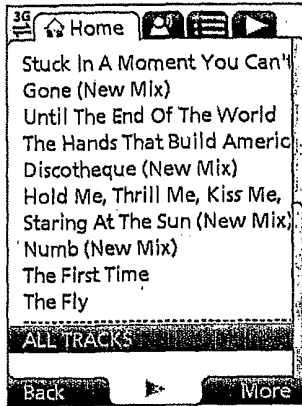 3G
Home
Stuck In A Moment You Can't
Gone (New Mix)
Until The End Of The World
The Hands That Build Americ
Discotheque (New Mix)
Hold Me, Thrill Me, Kiss Me,
Staring At The Sun (New Mix)
Numb (New Mix)
The First Time
The Fly
ALL TRACKS
Back
More